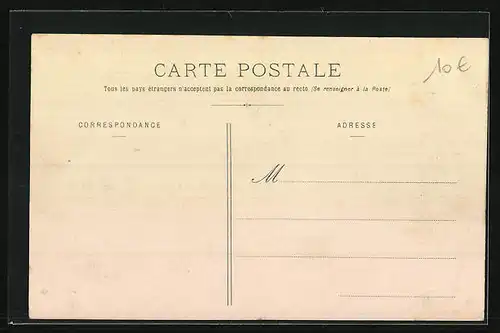 CARTE POSTALE
10€
Tous les pays étrangers n'acceptent pas la correspondance au recto (Se renseigner à la Poste)
CORRESPONDANCE
ADRESSE
M